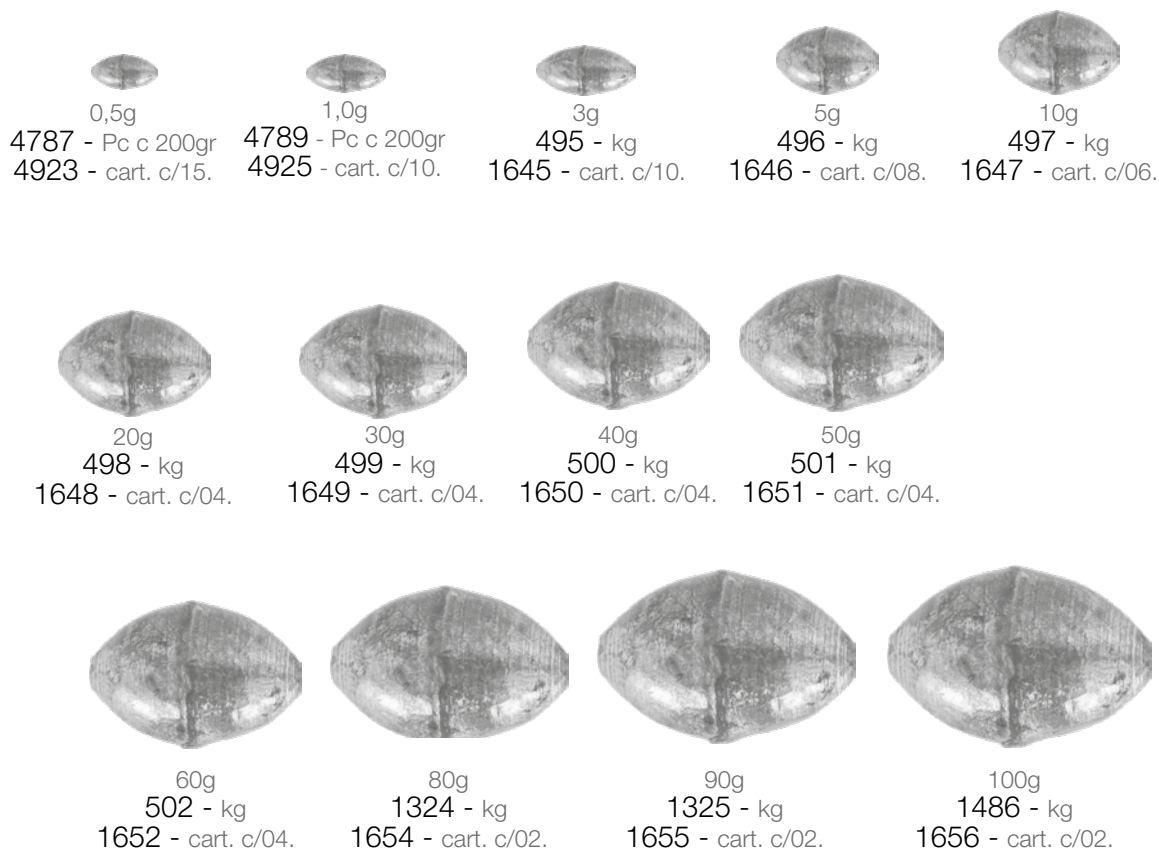 0,5g
4787 - Pc c 200gr
4923 - cart. c/15.
1,0g
4789 - Pc c 200gr
4925 - cart. c/10.
3g
495 - kg
1645 - cart. c/10.
5g
496 - kg
1646 - cart. c/08.
10g
497 - kg
1647 - cart. c/06.
20g
498 - kg
1648 - cart. c/04.
30g
499 - kg
1649 - cart. c/04.
40g
500 - kg
1650 - cart. c/04.
50g
501 - kg
1651 - cart. c/04.
60g
502 - kg
1652 - cart. c/04.
80g
1324 - kg
1654 - cart. c/02.
90g
1325 - kg
1655 - cart. c/02.
100g
1486 - kg
1656 - cart. c/02.